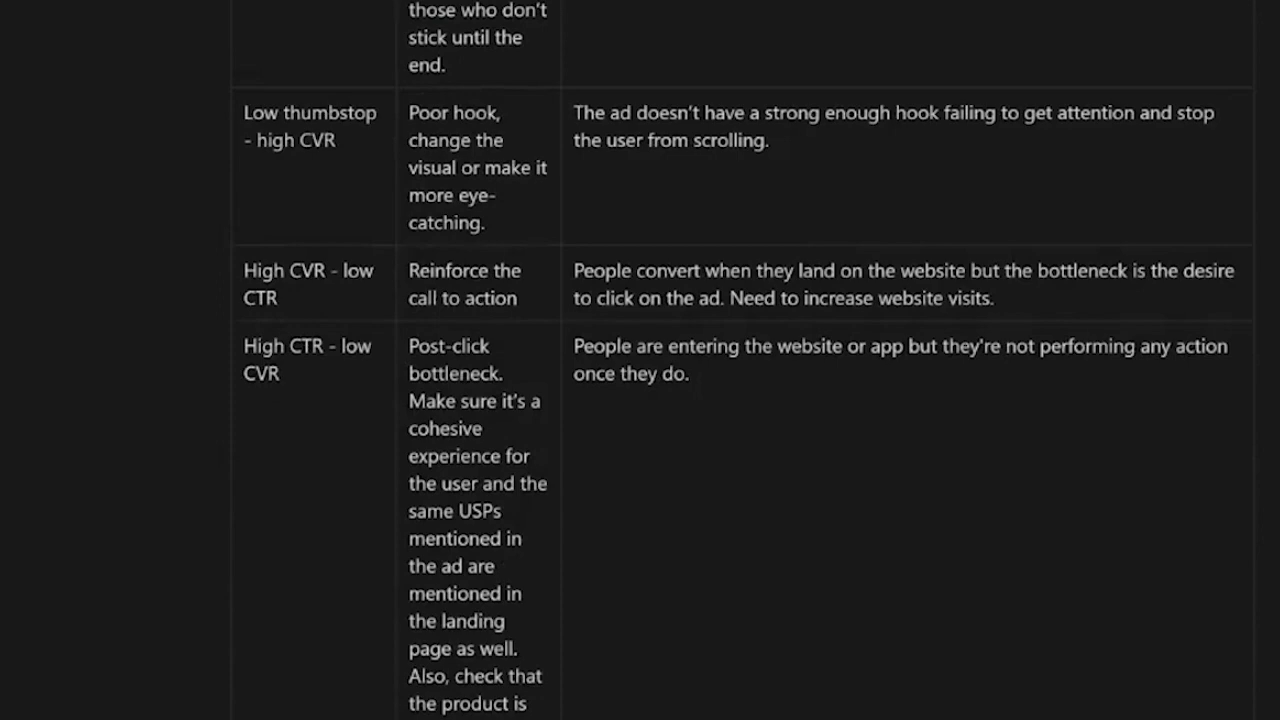 those who don’t
stick until the
end.
Low thumbstop
- high CVR
Poor hook,
change the
visual or make it
more eye-
catching.
The ad doesn’t have a strong enough hook failing to get attention and stop
the user from scrolling.
High CVR - low
CTR
Reinforce the
call to action
People convert when they land on the website but the bottleneck is the desire
to click on the ad. Need to increase website visits.
High CTR - low
CVR
Post-click
bottleneck.
Make sure it’s a
cohesive
experience for
the user and the
same USPs
mentioned in
the ad are
mentioned in
the landing
page as well.
Also, check that
the product is
People are entering the website or app but they're not performing any action
once they do.